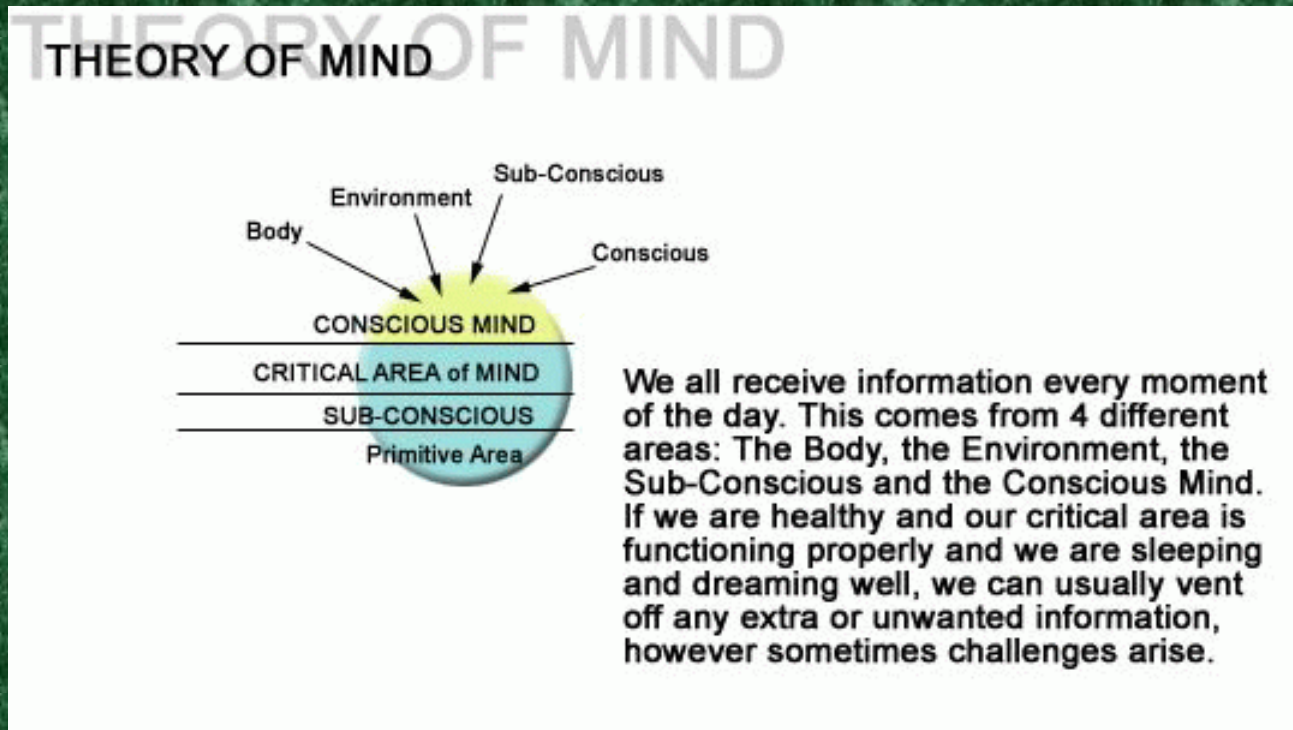 THEORY OF MIND
THEORY OF MIND
Sub-Conscious
Environment
Body
Conscious
CONSCIOUS MIND
CRITICAL AREA of MIND
SUB-CONSCIOUS
Primitive Area
We all receive information every moment
of the day. This comes from 4 different
areas: The Body, the Environment, the
Sub-Conscious and the Conscious Mind.
If we are healthy and our critical area is
functioning properly and we are sleeping
and dreaming well, we can usually vent
off any extra or unwanted information,
however sometimes challenges arise.